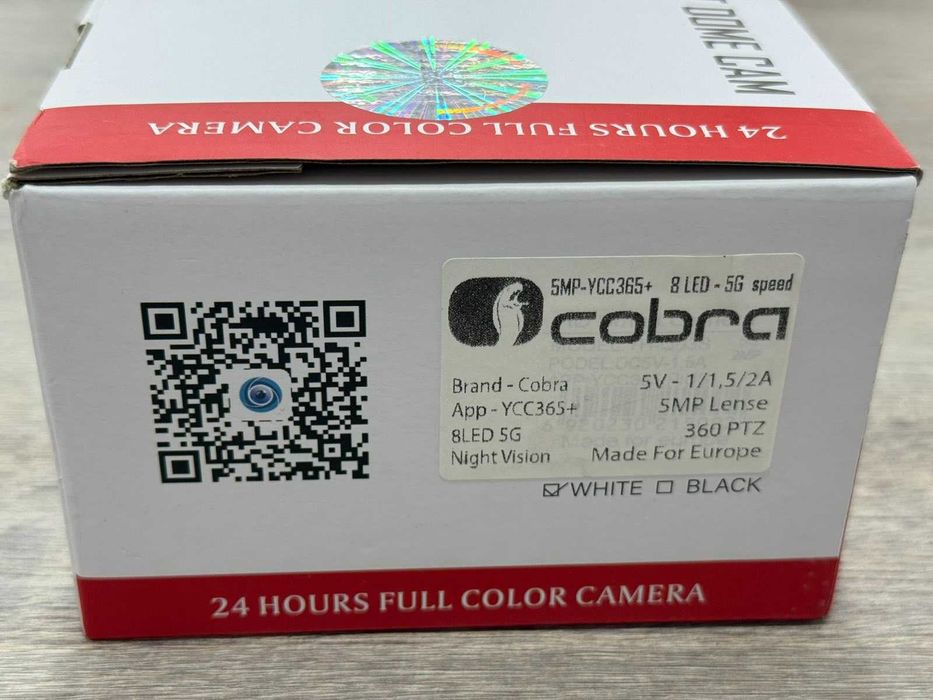 DOME CAM
24 HOURS FULL COLOR CAMERA
5MP-YCC365+ 8 LED - 5G speed
cobra
Brand - Cobra 5V - 1/1,5/2A
App - YCC365+ 5MP Lense
8LED 5G 360 PTZ
Night Vision Made For Europe
WHITE BLACK
24 HOURS FULL COLOR CAMERA